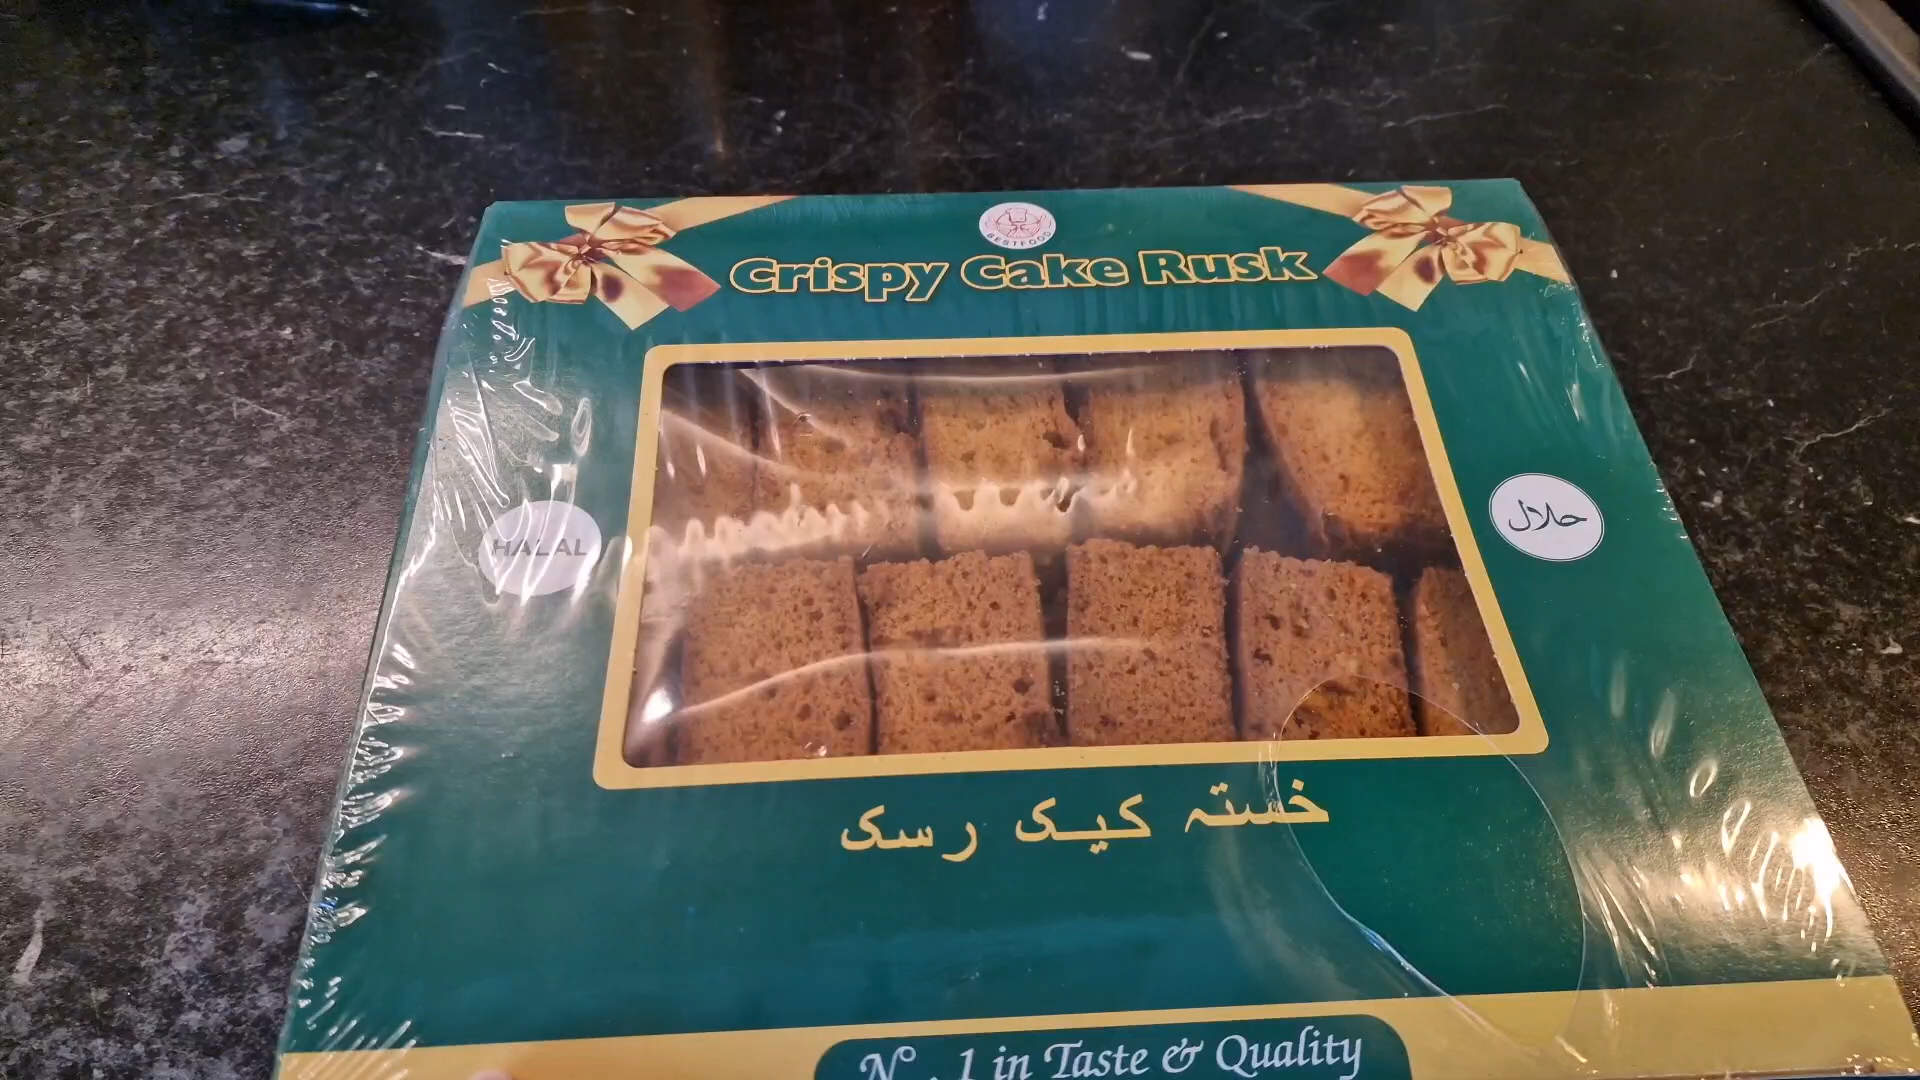 BESTFOOD
Crispy Cake Rusk
HALAL
حلال
خستہ کیک رسک
Nº. 1 in Taste & Quality